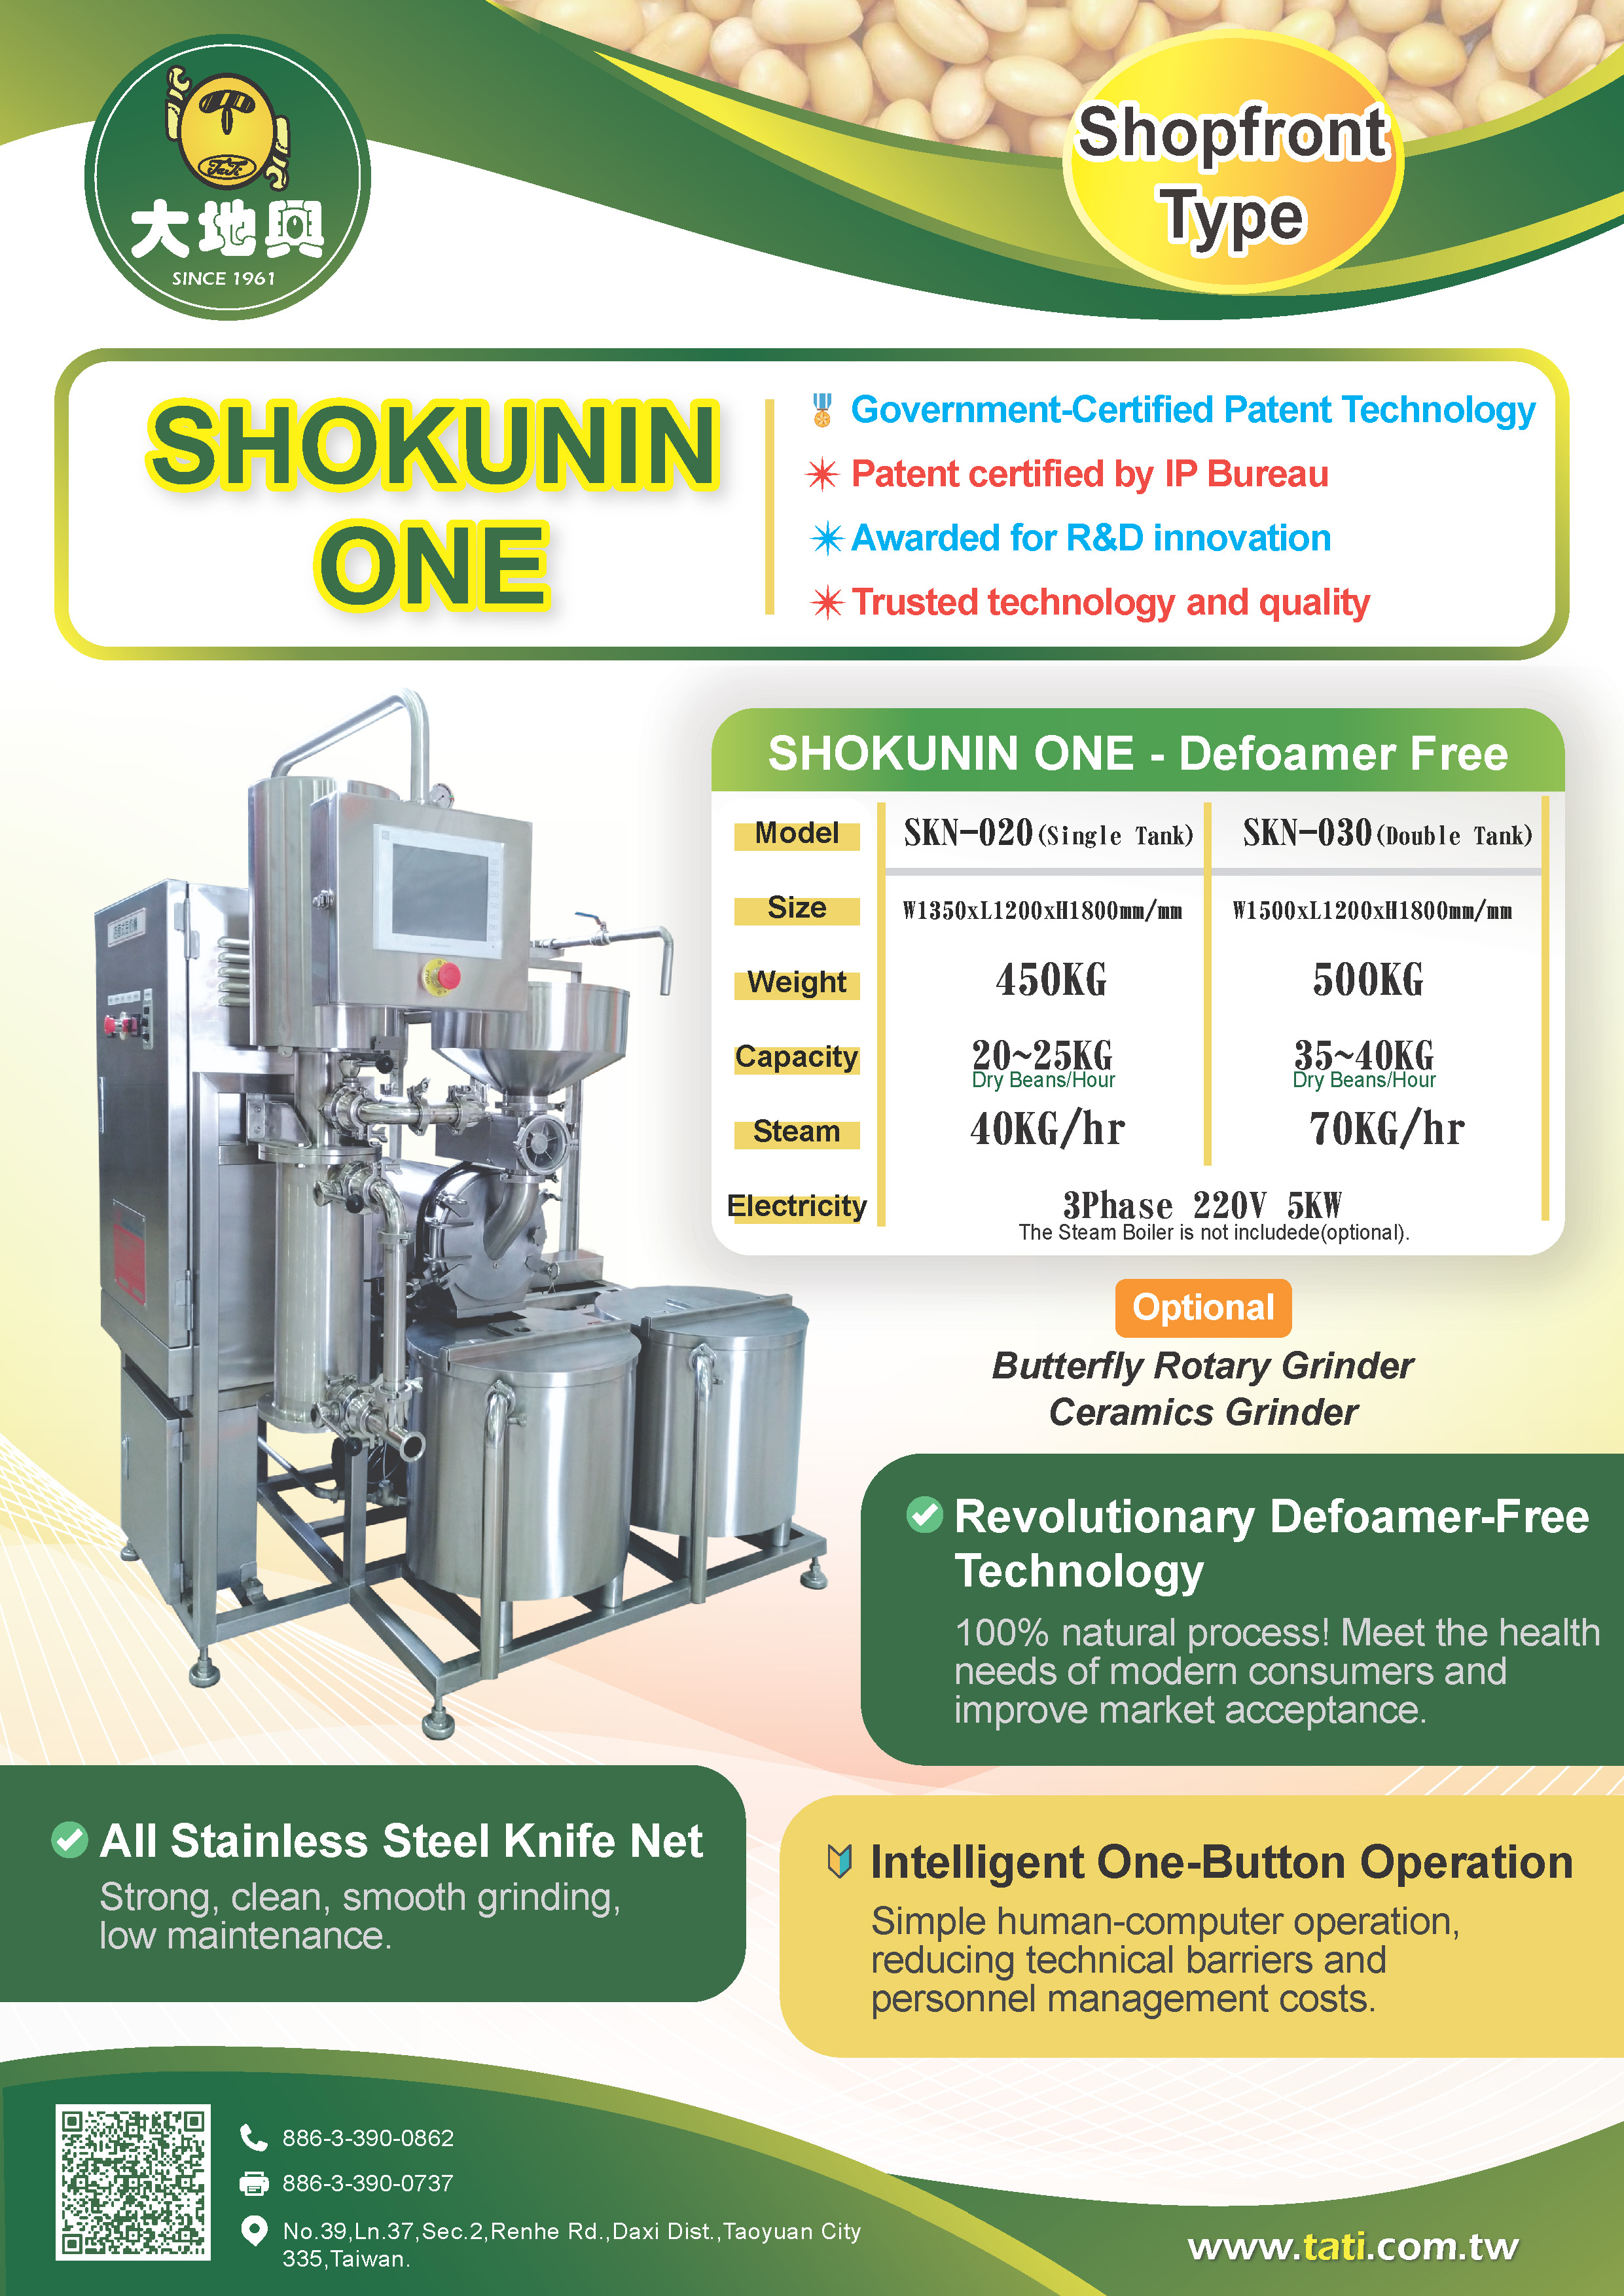 大地興
SINCE 1961
Shopfront
Type
SHOKUNIN
ONE
Government-Certified Patent Technology
Patent certified by IP Bureau
Awarded for R&D innovation
Trusted technology and quality
SHOKUNIN ONE - Defoamer Free
Model SKN-020(Single Tank) SKN-030(Double Tank)
Size W1350xL1200xH1800mm/mm W1500xL1200xH1800mm/mm
Weight 450KG 500KG
Capacity 20~25KG 35~40KG
Dry Beans/Hour Dry Beans/Hour
Steam 40KG/hr 70KG/hr
Electricity 3Phase 220V 5KW
The Steam Boiler is not includede(optional).
Optional
Butterfly Rotary Grinder
Ceramics Grinder
Revolutionary Defoamer-Free
Technology
100% natural process! Meet the health
needs of modern consumers and
improve market acceptance.
All Stainless Steel Knife Net
Strong, clean, smooth grinding,
low maintenance.
Intelligent One-Button Operation
Simple human-computer operation,
reducing technical barriers and
personnel management costs.
886-3-390-0862
886-3-390-0737
No.39,Ln.37,Sec.2,Renhe Rd.,Daxi Dist.,Taoyuan City
335,Taiwan.
www.tati.com.tw